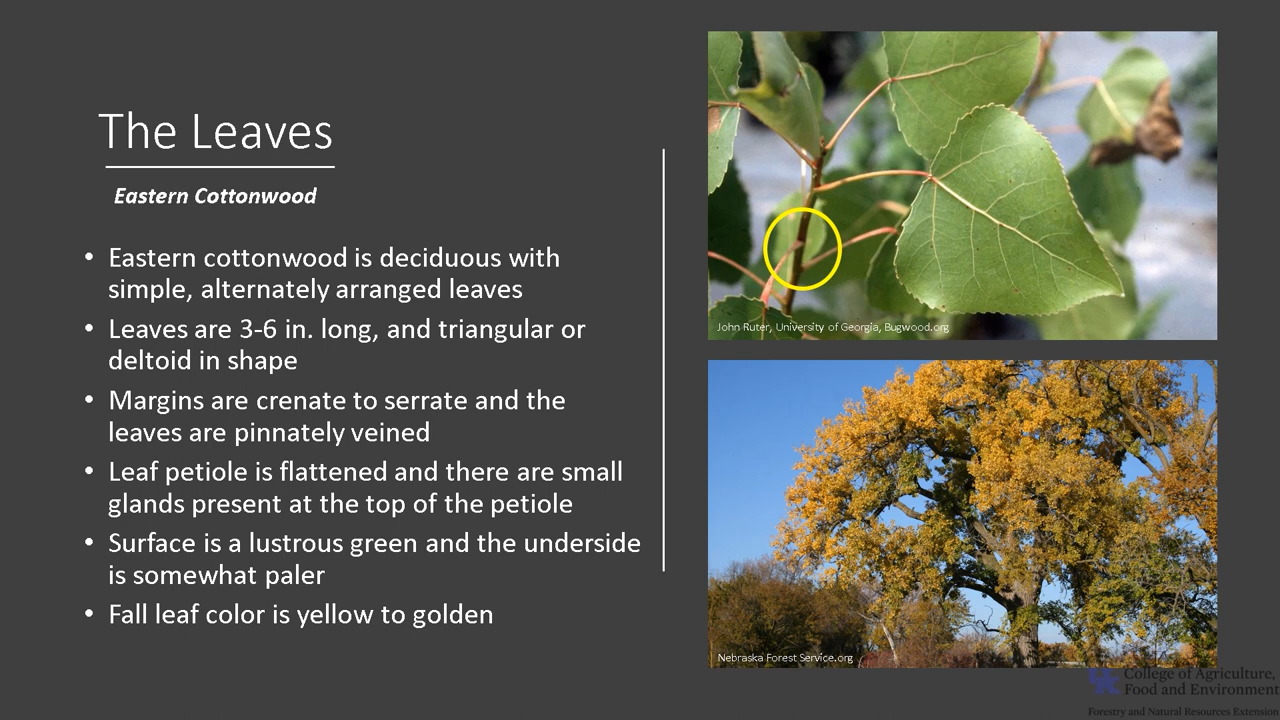 The Leaves
Eastern Cottonwood
• Eastern cottonwood is deciduous with
simple, alternately arranged leaves
• Leaves are 3-6 in. long, and triangular or
deltoid in shape
• Margins are crenate to serrate and the
leaves are pinnately veined
• Leaf petiole is flattened and there are small
glands present at the top of the petiole
• Surface is a lustrous green and the underside
is somewhat paler
• Fall leaf color is yellow to golden
John Ruter, University of Georgia, Bugwood.org
Nebraska Forest Service.org
College of Agriculture,
Food and Environment
Forestry and Natural Resources Extension